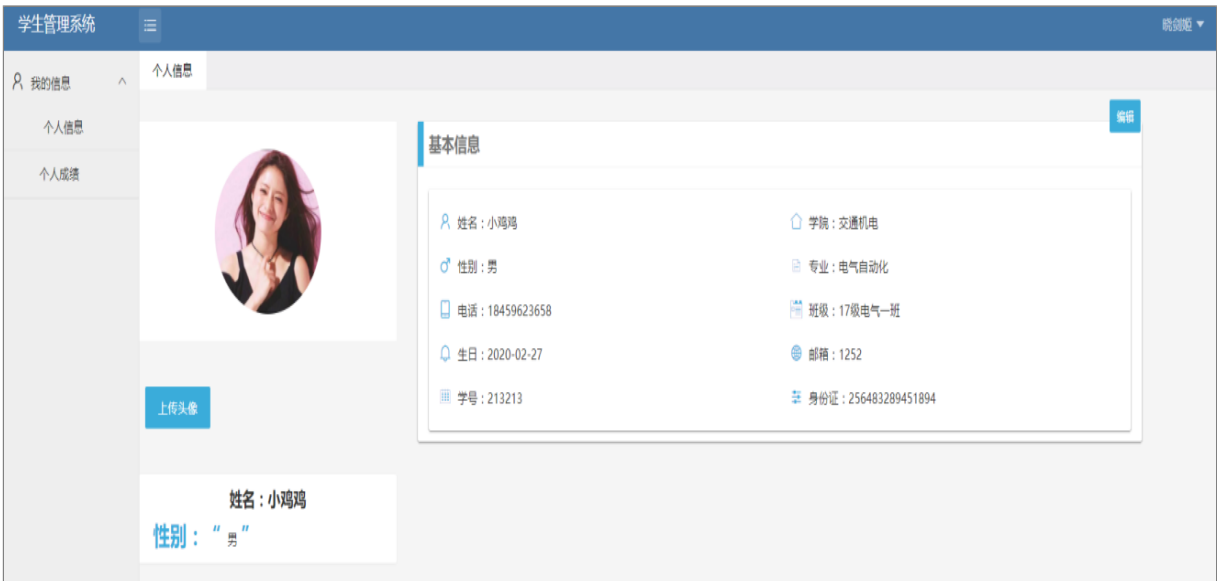 学生管理系统
我的信息
个人信息
个人成绩
个人信息
编辑
基本信息
姓名：小鸡鸡
学院：交通机电
性别：男
专业：电气自动化
电话：18459623658
班级：17级电气一班
生日：2020-02-27
邮箱：1252
学号：213213
身份证：256483289451894
上传头像
姓名：小鸡鸡
性别：“男”